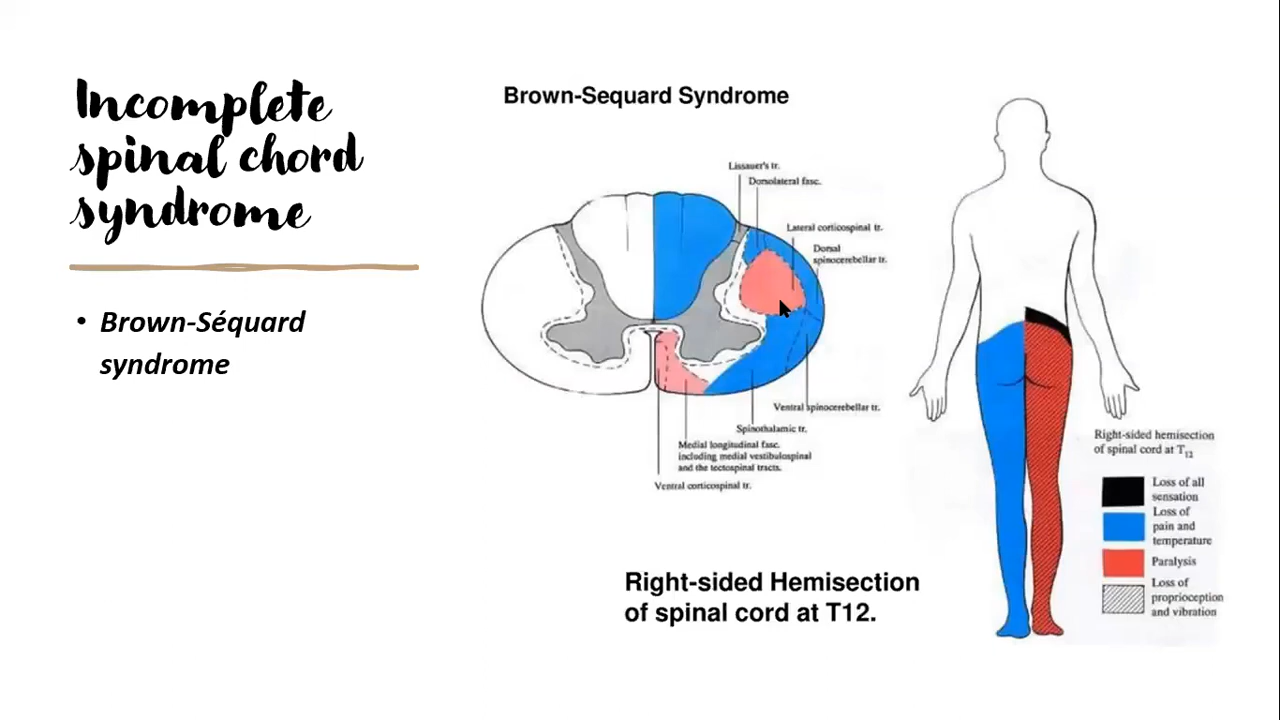 Incomplete
spinal chord
syndrome
• Brown-Séquard
syndrome
Brown-Sequard Syndrome
Lissauer's tr.
Dorsolateral fasc.
Lateral corticospinal tr.
Dorsal
spinocerebellar tr.
Ventral spinocerebellar tr.
Spinothalamic tr.
Medial longitudinal fasc.
including medial vestibulospinal
and the tectospinal tracts.
Ventral corticospinal tr.
Right-sided Hemisection
of spinal cord at T12.
Right-sided hemisection
of spinal cord at T12
Loss of all
sensation
Loss of
pain and
temperature
Paralysis
Loss of
proprioception
and vibration